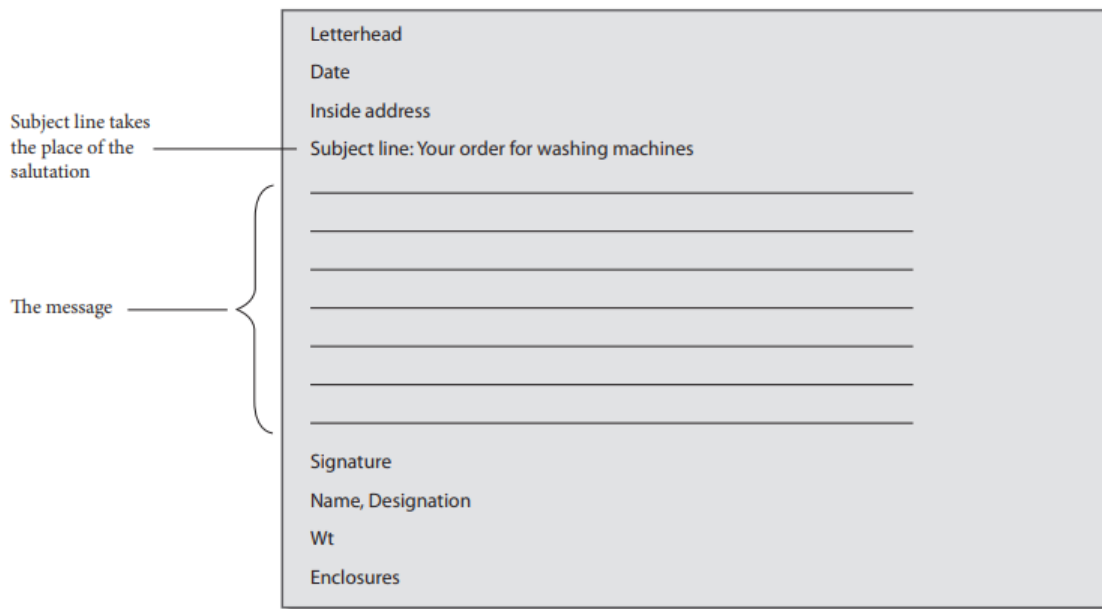 Letterhead
Date
Inside address
Subject line takes
the place of the
salutation
Subject line: Your order for washing machines
The message
Signature
Name, Designation
Wt
Enclosures